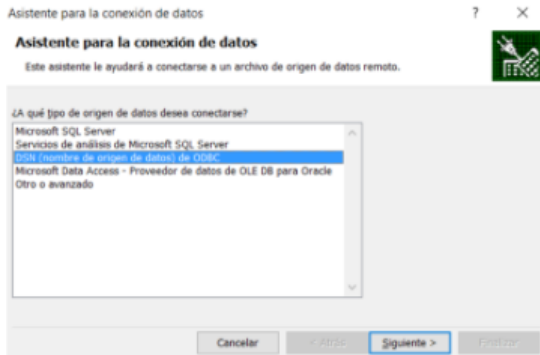 Asistente para la conexión de datos ? ×
Asistente para la conexión de datos
Este asistente le ayudará a conectarse a un archivo de origen de datos remoto.
¿A qué tipo de origen de datos desea conectarse?
Microsoft SQL Server
Servicios de análisis de Microsoft SQL Server
DSN (nombre de origen de datos) de ODBC
Microsoft Data Access - Proveedor de datos de OLE DB para Oracle
Otro o avanzado
Cancelar < Atrás Siguiente > Finalizar